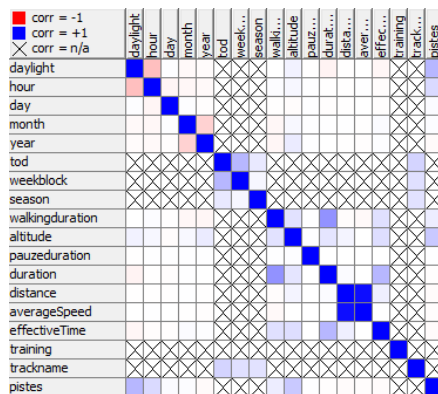 corr = -1
corr = +1
corr = n/a
daylight
hour
day
month
year
tod
week...
season
walki...
altitude
pauz...
durat...
dista...
aver...
effec...
training
track...
pistes
daylight
hour
day
month
year
tod
weekblock
season
walkingduration
altitude
pauzeduration
duration
distance
averageSpeed
effectiveTime
training
trackname
pistes